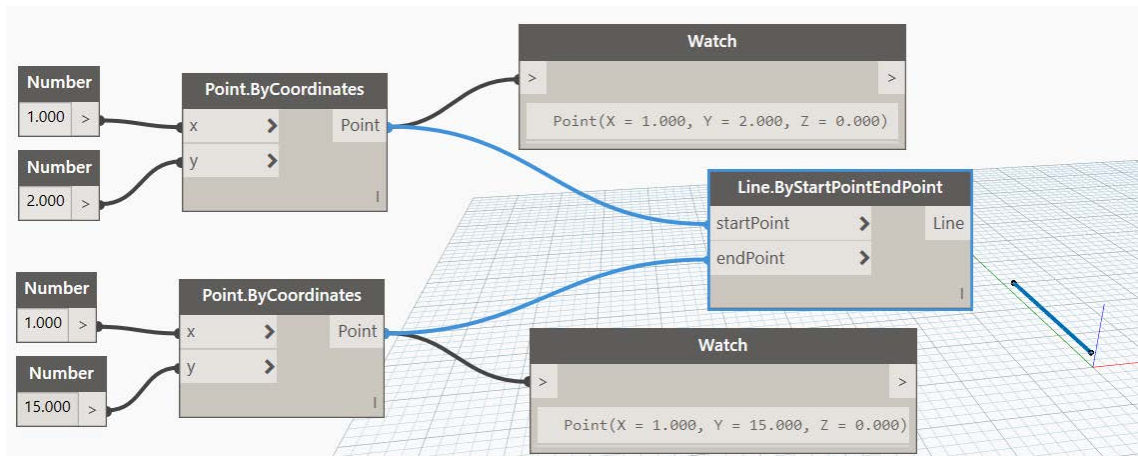 Number
1.000 >
Number
2.000 >
Point.ByCoordinates
x > Point
y >
l
Watch
> >
Point(X = 1.000, Y = 2.000, Z = 0.000)
Line.ByStartPointEndPoint
startPoint > Line
endPoint >
l
Number
1.000 >
Number
15.000 >
Point.ByCoordinates
x > Point
y >
l
Watch
> >
Point(X = 1.000, Y = 15.000, Z = 0.000)